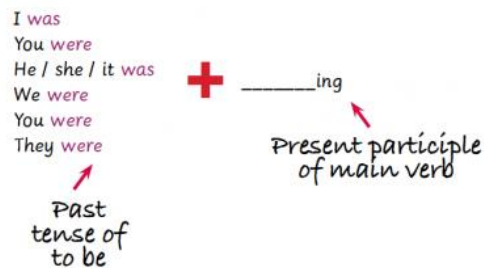 I was
You were
He / she / it was
We were
You were
They were
+ _______ing
Present participle
of main verb
Past
tense of
to be